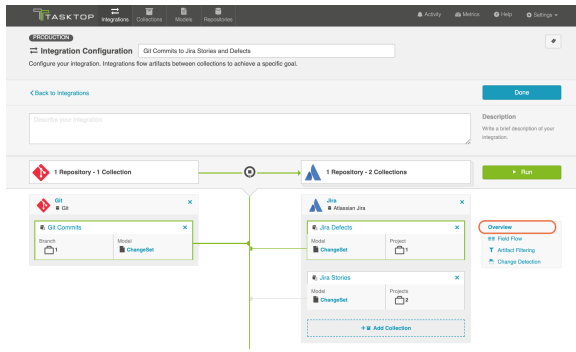 TASKTOP
Integrations
Collections
Models
Repositories
Activity
Metrics
Help
Settings
PRODUCTION
Integration Configuration
Git Commits to Jira Stories and Defects
Configure your integration. Integrations flow artifacts between collections to achieve a specific goal.
Back to Integrations
Done
Describe your integration
Description
Write a brief description of your
integration.
1 Repository - 1 Collection
1 Repository - 2 Collections
Run
Git
Git
Jira
Atlassian Jira
Git Commits
Branch
Model
1
ChangeSet
Jira Defects
Model
Project
ChangeSet
1
Overview
Field Flow
Artifact Filtering
Change Detection
Jira Stories
Model
Projects
ChangeSet
2
Add Collection